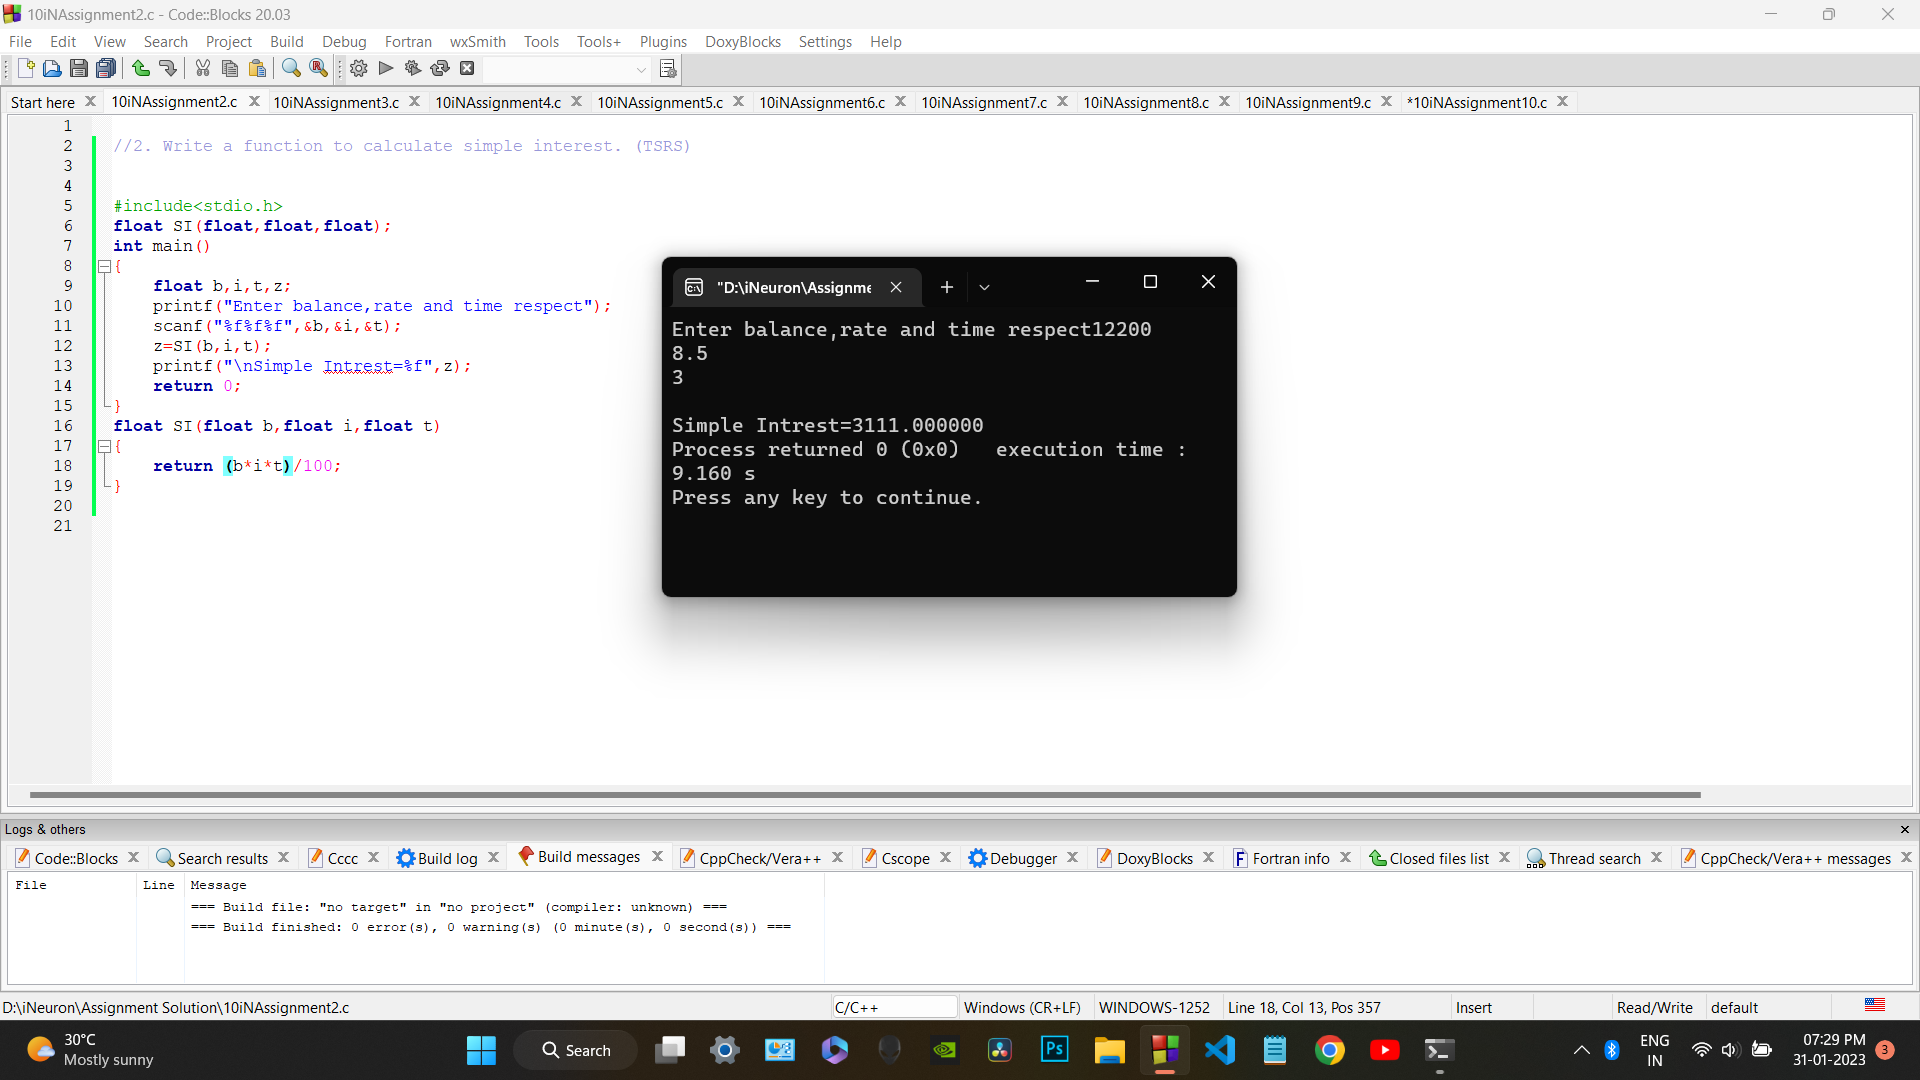 10iNAssignment2.c - Code::Blocks 20.03
File Edit View Search Project Build Debug Fortran wxSmith Tools Tools+ Plugins DoxyBlocks Settings Help
Start here 10iNAssignment2.c 10iNAssignment3.c 10iNAssignment4.c 10iNAssignment5.c 10iNAssignment6.c 10iNAssignment7.c 10iNAssignment8.c 10iNAssignment9.c *10iNAssignment10.c
1
2 //2. Write a function to calculate simple interest. (TSRS)
3
4
5 #include<stdio.h>
6 float SI(float,float,float);
7 int main()
8 {
9 float b,i,t,z;
10 printf("Enter balance,rate and time respect");
11 scanf("%f%f%f",&b,&i,&t);
12 z=SI(b,i,t);
13 printf("\nSimple Intrest=%f",z);
14 return 0;
15 }
16 float SI(float b,float i,float t)
17 {
18 return (b*i*t)/100;
19 }
20
21
"D:\iNeuron\Assignme
Enter balance,rate and time respect12200
8.5
3
Simple Intrest=3111.000000
Process returned 0 (0x0)   execution time :
9.160 s
Press any key to continue.
Logs & others
Code::Blocks Search results Cccc Build log Build messages CppCheck/Vera++ Cscope Debugger DoxyBlocks Fortran info Closed files list Thread search CppCheck/Vera++ messages
File Line Message
=== Build file: "no target" in "no project" (compiler: unknown) ===
=== Build finished: 0 error(s), 0 warning(s) (0 minute(s), 0 second(s)) ===
D:\iNeuron\Assignment Solution\10iNAssignment2.c C/C++ Windows (CR+LF) WINDOWS-1252 Line 18, Col 13, Pos 357 Insert Read/Write default
30°C
Mostly sunny
Search
Ps
ENG
IN
07:29 PM
31-01-2023
3